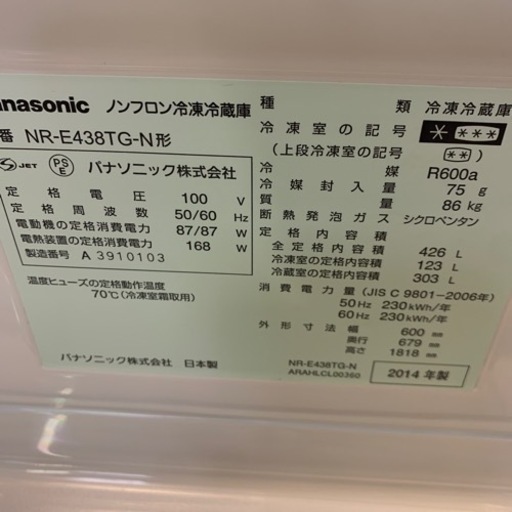 anasonic ノンフロン冷凍冷蔵庫
番 NR-E438TG-N形
JET PS E パナソニック株式会社
定格電圧 100 V
定格周波数 50/60 Hz
電動機の定格消費電力 87/87 W
電熱装置の定格消費電力 168 W
製造番号 A 3910103
温度ヒューズの定格動作温度
70℃(冷凍室霜取用)
パナソニック株式会社 日本製
種類 冷凍冷蔵庫
冷凍室の記号 * ***
(上段冷凍室の記号 ** )
冷媒 R600a
冷媒封入量 75 g
質量 86 kg
断熱発泡ガス シクロペンタン
定格内容積
全定格内容積 426 L
冷凍室の定格内容積 123 L
冷蔵室の定格内容積 303 L
消費電力量(JIS C 9801-2006年)
50Hz 230kWh/年
60Hz 230kWh/年
外形寸法 幅 600 mm
奥行 679 mm
高さ 1818 mm
NR-E438TG-N
ARAHLCL00360
2014年製